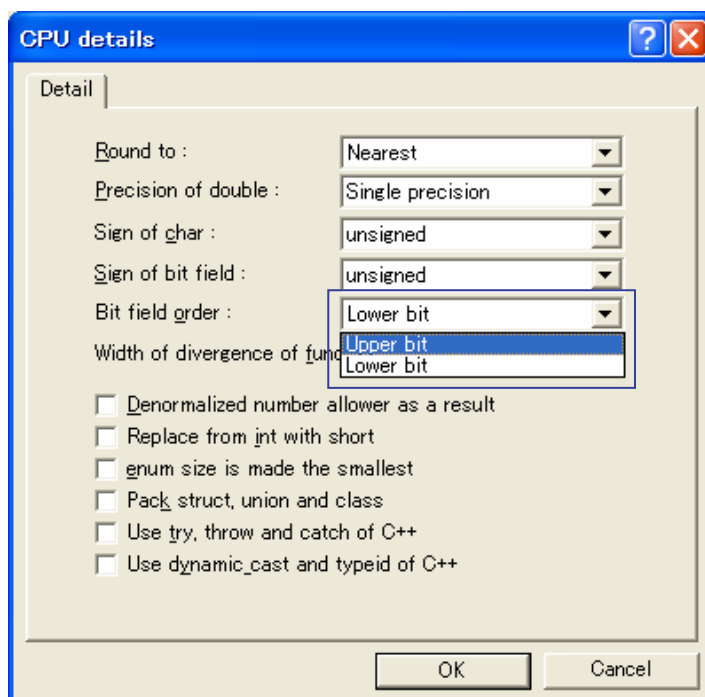 CPU details
Detail
Round to : Nearest
Precision of double : Single precision
Sign of char : unsigned
Sign of bit field : unsigned
Bit field order : Lower bit
Upper bit
Width of divergence of func
Lower bit
Denormalized number allower as a result
Replace from int with short
enum size is made the smallest
Pack struct, union and class
Use try, throw and catch of C++
Use dynamic_cast and typeid of C++
OK Cancel